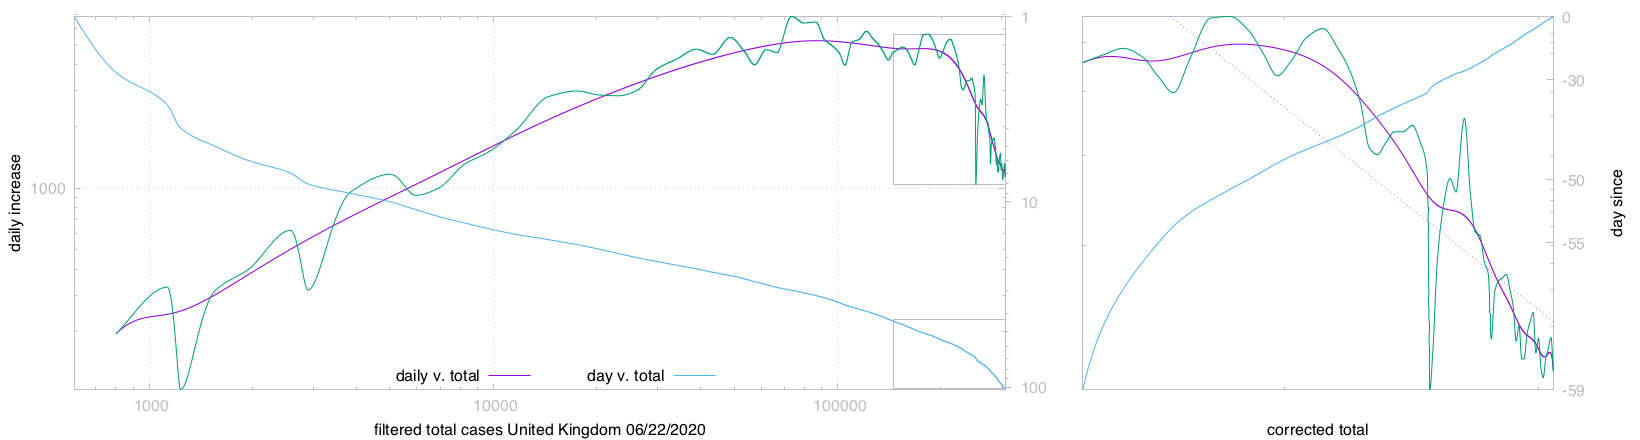 daily increase
1000
daily v. total
day v. total
1000
10000
100000
filtered total cases United Kingdom 06/22/2020
1
10
100
0
-30
-50
-55
-59
day since
corrected total